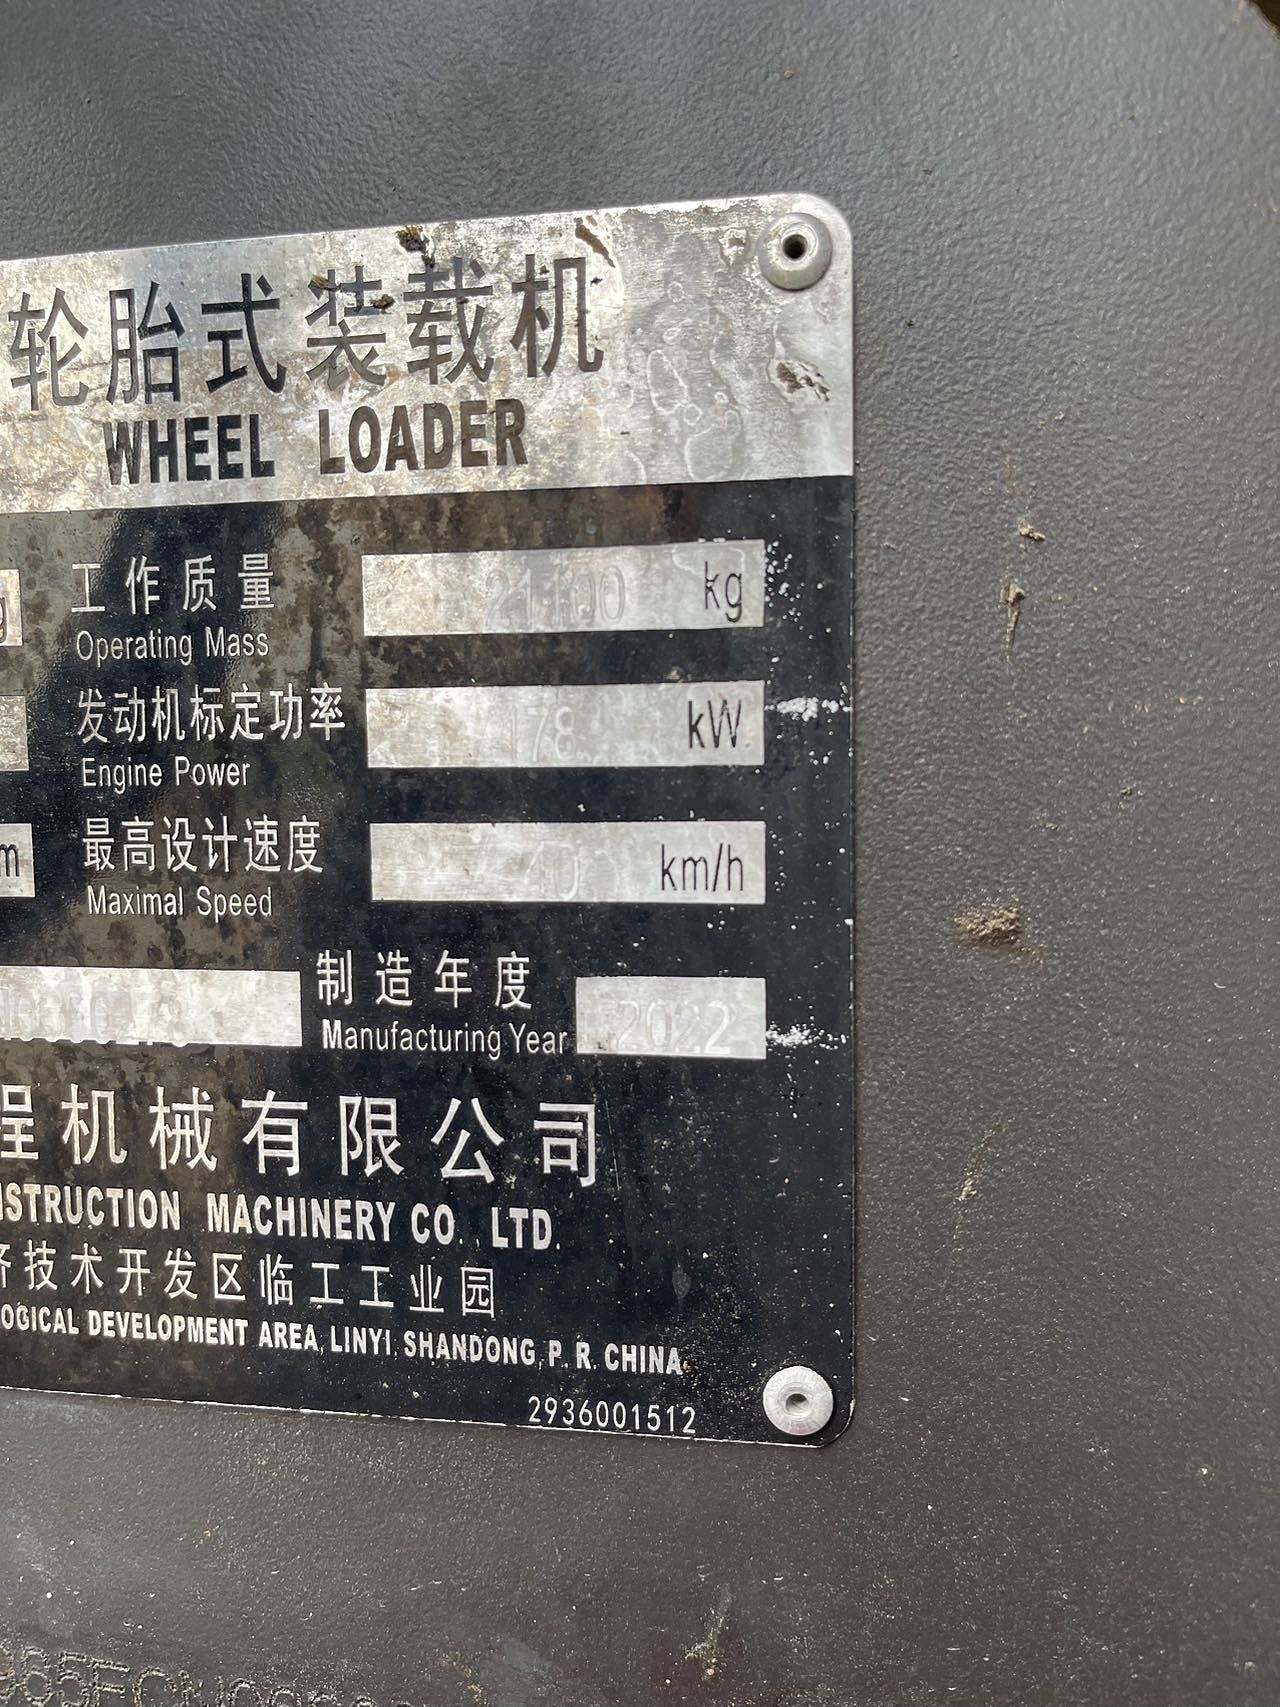 轮胎式装载机
WHEEL LOADER
g
工作质量
Operating Mass
21100 kg
发动机标定功率
Engine Power
178 kW
m
最高设计速度
Maximal Speed
40 km/h
制造年度
Manufacturing Year
2022
程机械有限公司
NSTRUCTION MACHINERY CO., LTD.
济技术开发区临工工业园
OGICAL DEVELOPMENT AREA, LINYI, SHANDONG, P. R. CHINA.
2936001512